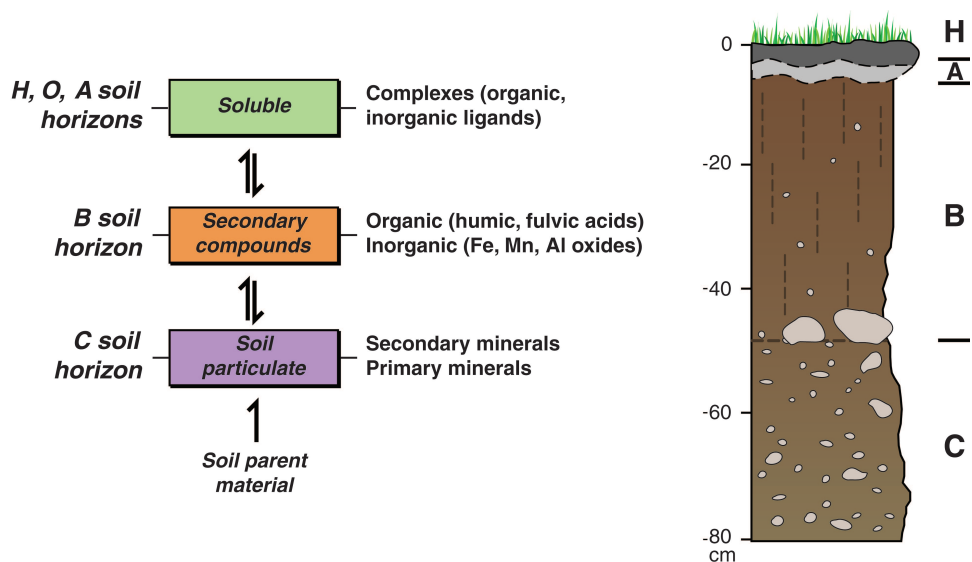 H, O, A soil
horizons
Soluble
Complexes (organic,
inorganic ligands)
B soil
horizon
Secondary
compounds
Organic (humic, fulvic acids)
Inorganic (Fe, Mn, Al oxides)
C soil
horizon
Soil
particulate
Secondary minerals
Primary minerals
Soil parent
material
0
-20
-40
-60
-80
cm
H
A
B
C